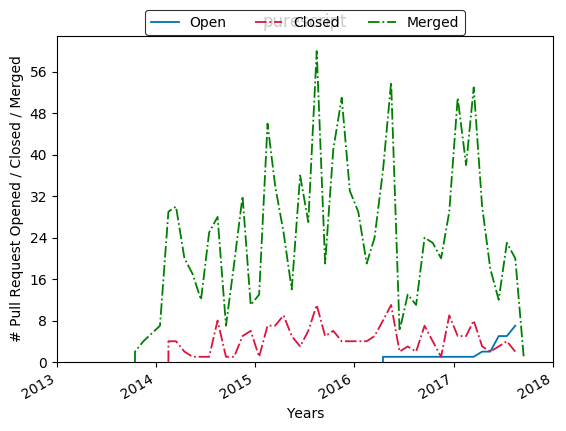 purescript
Open Closed Merged
# Pull Request Opened / Closed / Merged
56
48
40
32
24
16
8
0
2013 2014 2015 2016 2017 2018
Years